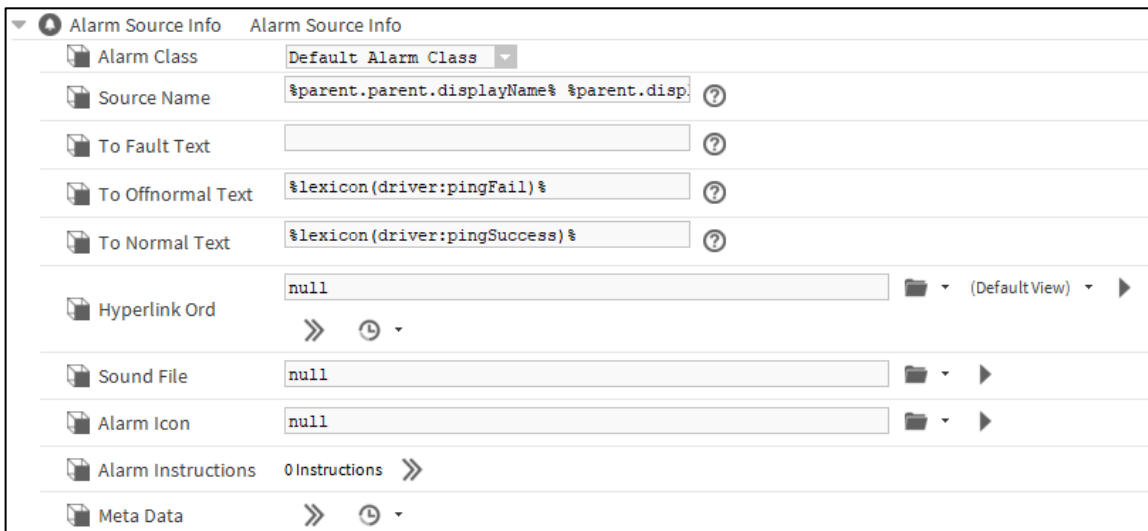 Alarm Source Info Alarm Source Info
Alarm Class Default Alarm Class
Source Name %parent.parent.displayName% %parent.disp
To Fault Text
To Offnormal Text %lexicon(driver:pingFail)%
To Normal Text %lexicon(driver:pingSuccess)%
Hyperlink Ord null (Default View)
Sound File null
Alarm Icon null
Alarm Instructions 0 Instructions
Meta Data